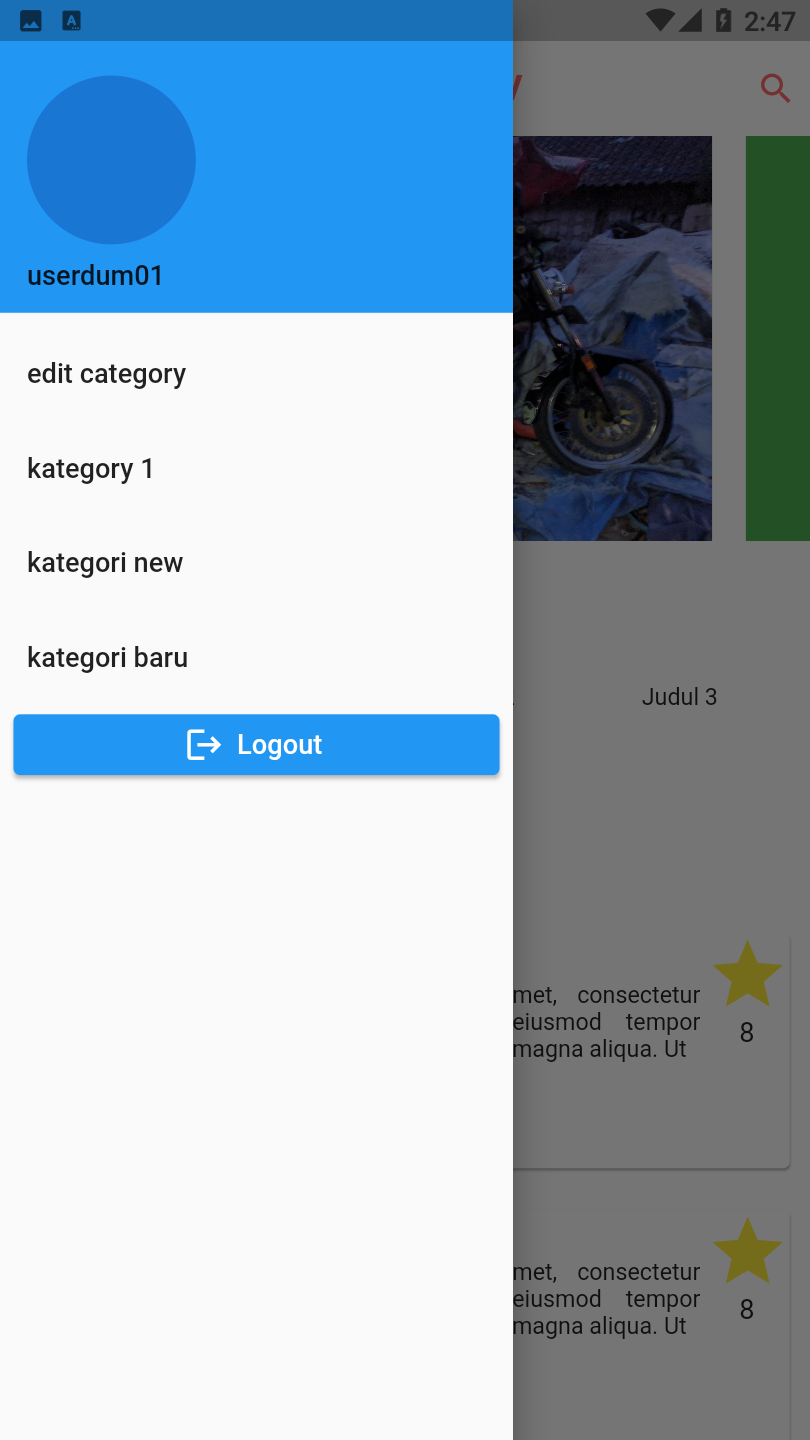 2:47
userdum01
edit category
kategory 1
kategori new
kategori baru
Logout
Judul 3
met, consectetur
eiusmod tempor
magna aliqua. Ut
8
met, consectetur
eiusmod tempor
magna aliqua. Ut
8